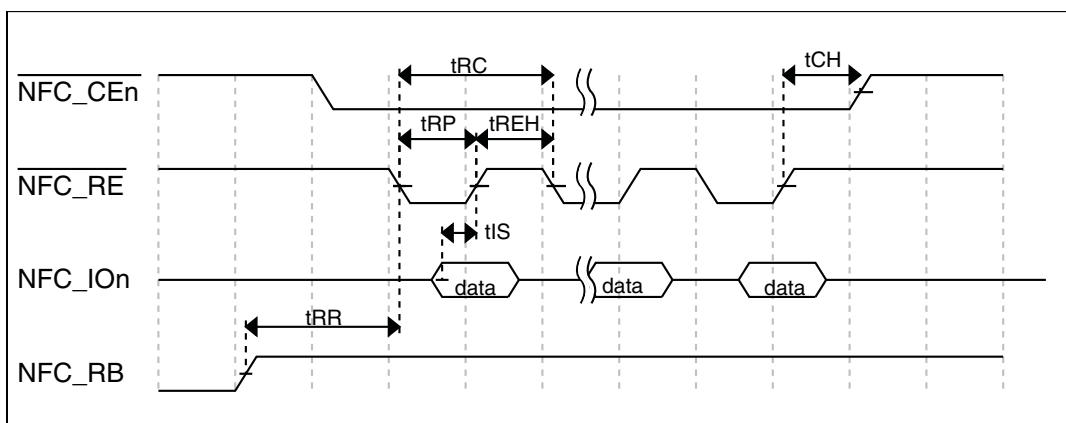 tRC
tCH
NFC_CEn
tRP
tREH
NFC_RE
tIS
NFC_IOn
data
data
data
tRR
NFC_RB